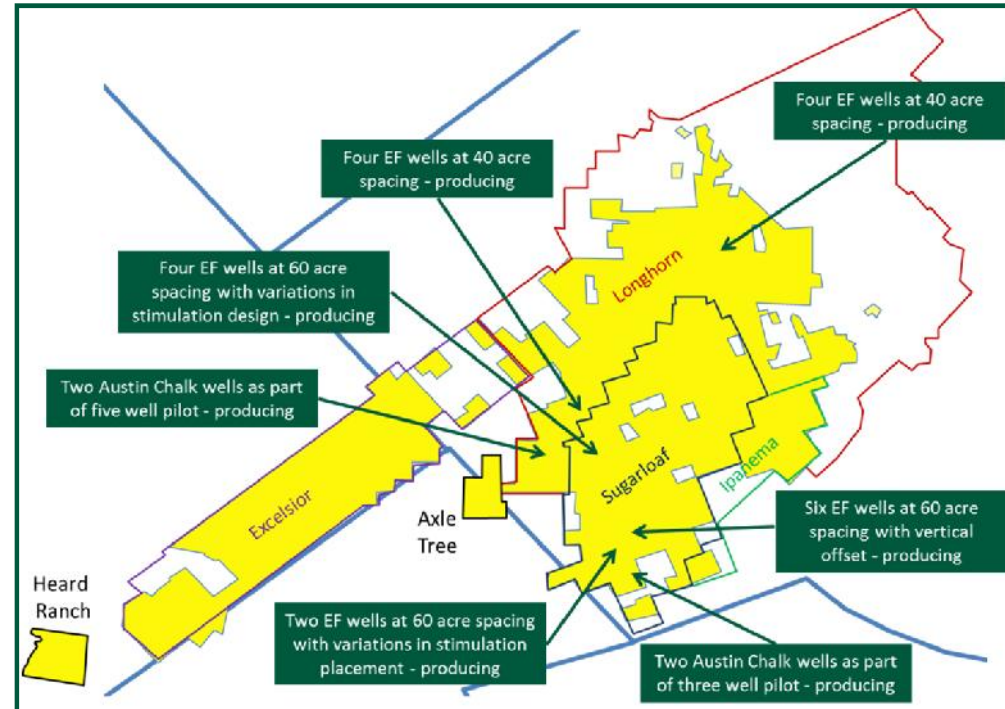 Four EF wells at 40 acre
spacing - producing
Four EF wells at 40 acre
spacing - producing
Four EF wells at 60 acre
spacing with variations in
stimulation design - producing
Longhorn
Two Austin Chalk wells as part
of five well pilot - producing
Sugarloaf
Ipanema
Excelsior
Axle
Tree
Six EF wells at 60 acre
spacing with vertical
offset - producing
Heard
Ranch
Two EF wells at 60 acre spacing
with variations in stimulation
placement - producing
Two Austin Chalk wells as part
of three well pilot - producing